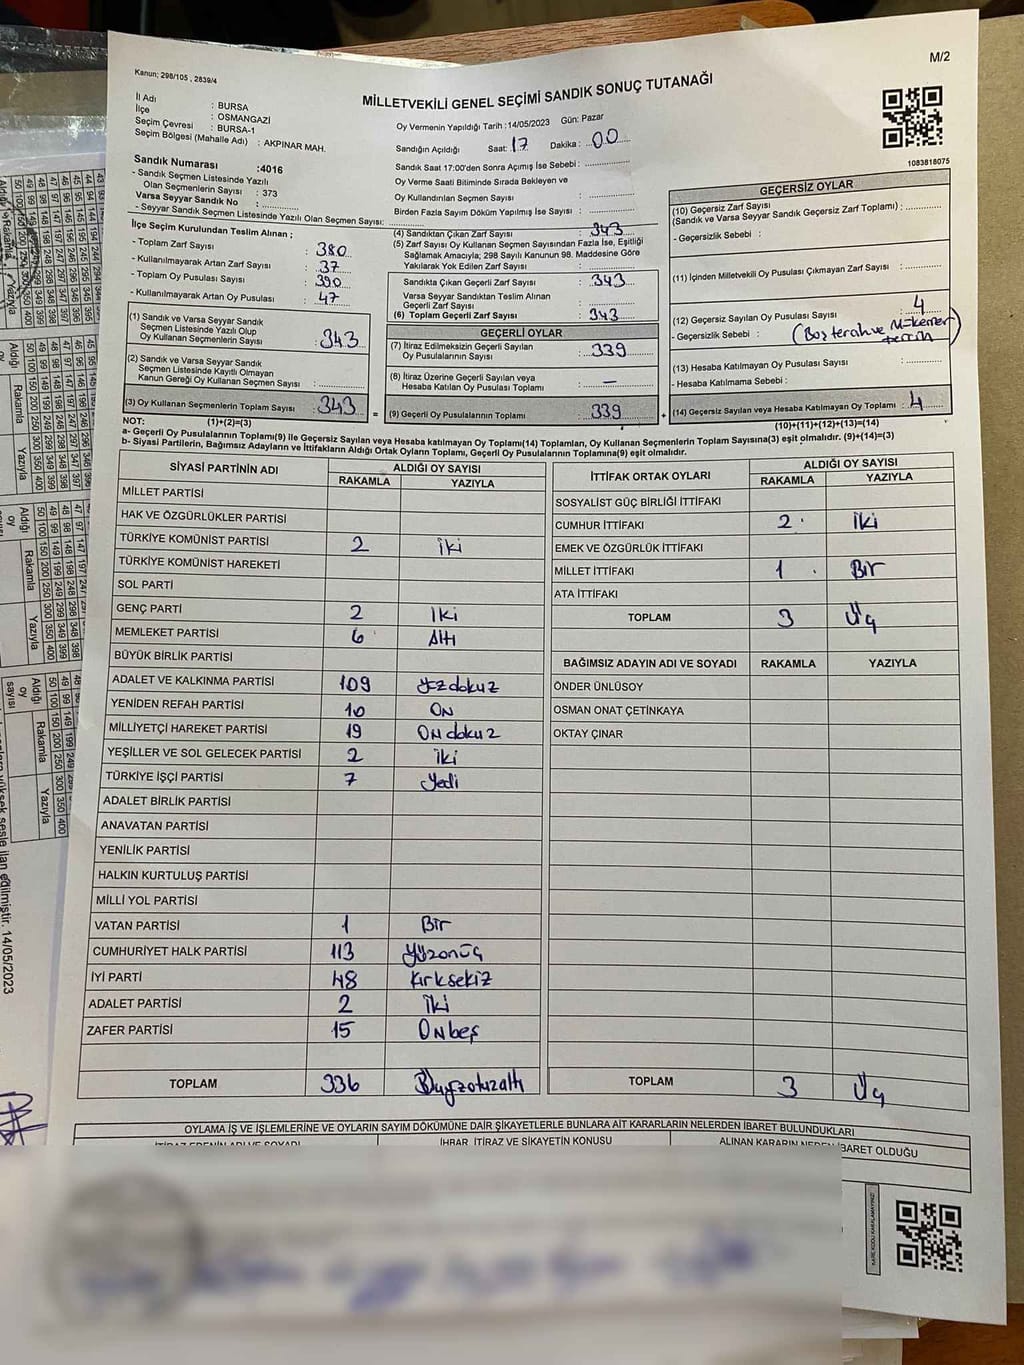 M/2
Kanun; 298/105 , 2839/4
MİLLETVEKİLİ GENEL SEÇİMİ SANDIK SONUÇ TUTANAĞI
İl Adı : BURSA
İlçe : OSMANGAZİ
Seçim Çevresi : BURSA-1
Seçim Bölgesi (Mahalle Adı) : AKPINAR MAH.
Sandık Numarası :4016
- Sandık Seçmen Listesinde Yazılı
Olan Seçmenlerin Sayısı : 373
Varsa Seyyar Sandık No :
- Seyyar Sandık Seçmen Listesinde Yazılı Olan Seçmen Sayısı:
Oy Vermenin Yapıldığı Tarih :14/05/2023 Gün: Pazar
Sandığın Açıldığı Saat: 17 Dakika : 00
Sandık Saat 17:00'den Sonra Açımış İse Sebebi :
Oy Verme Saati Bitiminde Sırada Bekleyen ve
Oy Kullandırılan Seçmen Sayısı :
Birden Fazla Sayım Döküm Yapılmış İse Sayısı :
1083818075
İlçe Seçim Kurulundan Teslim Alınan ;
- Toplam Zarf Sayısı : 380
- Kullanılmayarak Artan Zarf Sayısı : 37
- Toplam Oy Pusulası Sayısı : 390
- Kullanılmayarak Artan Oy Pusulası : 47
(1) Sandık ve Varsa Seyyar Sandık
Seçmen Listesinde Yazılı Olup
Oy Kullanan Seçmenlerin Sayısı : 343
(2) Sandık ve Varsa Seyyar Sandık
Seçmen Listesinde Kayıtlı Olmayan
Kanun Gereği Oy Kullanan Seçmen Sayısı :
(3) Oy Kullanan Seçmenlerin Toplam Sayısı : 343
(4) Sandıktan Çıkan Zarf Sayısı : 343
(5) Zarf Sayısı Oy Kullanan Seçmen Sayısından Fazla İse, Eşitliği
Sağlamak Amacıyla; 298 Sayılı Kanunun 98. Maddesine Göre
Yakılarak Yok Edilen Zarf Sayısı :
Sandıkta Çıkan Geçerli Zarf Sayısı : 343
Varsa Seyyar Sandıktan Teslim Alınan
Geçerli Zarf Sayısı :
(6) Toplam Geçerli Zarf Sayısı : 343
GEÇERLİ OYLAR
(7) İtiraz Edilmeksizin Geçerli Sayılan
Oy Pusulalarının Sayısı : 339
(8) İtiraz Üzerine Geçerli Sayılan veya
Hesaba Katılan Oy Pusulası Toplamı : —
(9) Geçerli Oy Pusulalarının Toplamı : 339
GEÇERSİZ OYLAR
(10) Geçersiz Zarf Sayısı
(Sandık ve Varsa Seyyar Sandık Geçersiz Zarf Toplamı) :
- Geçersizlik Sebebi :
(11) İçinden Milletvekili Oy Pusulası Çıkmayan Zarf Sayısı :
(12) Geçersiz Sayılan Oy Pusulası Sayısı : 4
- Geçersizlik Sebebi :
(13) Hesaba Katılmayan Oy Pusulası Sayısı :
- Hesaba Katılmama Sebebi :
(14) Geçersiz Sayılan veya Hesaba Katılmayan Oy Toplamı : 4
NOT: (1)+(2)=(3) = + (10)+(11)+(12)+(13)=(14)
a- Geçerli Oy Pusulalarının Toplamı(9) ile Geçersiz Sayılan veya Hesaba katılmayan Oy Toplamı(14) Toplamları, Oy Kullanan Seçmenlerin Toplam Sayısına(3) eşit olmalıdır. (9)+(14)=(3)
b- Siyasi Partilerin, Bağımsız Adayların ve İttifakların Aldığı Ortak Oyların Toplamı, Geçerli Oy Pusulalarının Toplamına(9) eşit olmalıdır.
SİYASİ PARTİNİN ADI ALDIĞI OY SAYISI
RAKAMLA YAZIYLA
MİLLET PARTİSİ
HAK VE ÖZGÜRLÜKLER PARTİSİ
TÜRKİYE KOMÜNİST PARTİSİ 2 iki
TÜRKİYE KOMÜNİST HAREKETİ
SOL PARTİ
GENÇ PARTİ 2 İki
MEMLEKET PARTİSİ 6 Altı
BÜYÜK BİRLİK PARTİSİ
ADALET VE KALKINMA PARTİSİ 109 Yüzdokuz
YENİDEN REFAH PARTİSİ 10 ON
MİLLİYETÇİ HAREKET PARTİSİ 19 ONdokuz
YEŞİLLER VE SOL GELECEK PARTİSİ 2 iki
TÜRKİYE İŞÇİ PARTİSİ 7 Yedi
ADALET BİRLİK PARTİSİ
ANAVATAN PARTİSİ
YENİLİK PARTİSİ
HALKIN KURTULUŞ PARTİSİ
MİLLİ YOL PARTİSİ
VATAN PARTİSİ 1 Bir
CUMHURİYET HALK PARTİSİ 113 Yüzonüç
İYİ PARTİ 48 Kırksekiz
ADALET PARTİSİ 2 iki
ZAFER PARTİSİ 15 ONbeş
TOPLAM 336
İTTİFAK ORTAK OYLARI ALDIĞI OY SAYISI
RAKAMLA YAZIYLA
SOSYALİST GÜÇ BİRLİĞİ İTTİFAKI
CUMHUR İTTİFAKI 2 iki
EMEK VE ÖZGÜRLÜK İTTİFAKI
MİLLET İTTİFAKI 1 Bir
ATA İTTİFAKI
TOPLAM 3 Üç
BAĞIMSIZ ADAYIN ADI VE SOYADI RAKAMLA YAZIYLA
ÖNDER ÜNLÜSOY
OSMAN ONAT ÇETİNKAYA
OKTAY ÇINAR
TOPLAM 3 Üç
OYLAMA İŞ VE İŞLEMLERİNE VE OYLARIN SAYIM DÖKÜMÜNE DAİR ŞİKAYETLERLE BUNLARA AİT KARARLARIN NELERDEN İBARET BULUNDUKLARI
İTİRAZ EDENİN ADI VE SOYADI İHBAR, İTİRAZ VE ŞİKAYETİN KONUSU ALINAN KARARIN NEDEN İBARET OLDUĞU